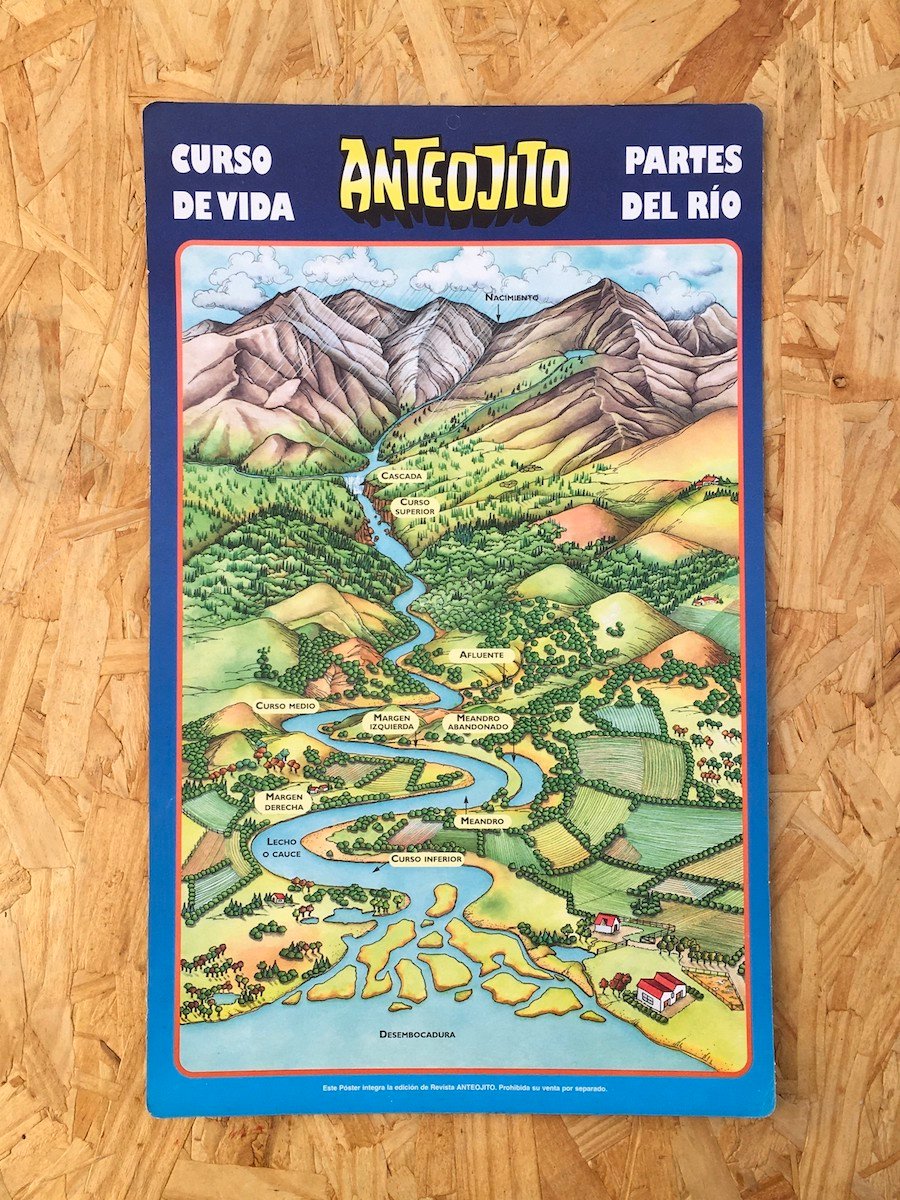 CURSO
DE VIDA
ANTEOJITO
PARTES
DEL RÍO
NACIMIENTO
CASCADA
CURSO
SUPERIOR
AFLUENTE
CURSO MEDIO
MARGEN
IZQUIERDA
MEANDRO
ABANDONADO
MARGEN
DERECHA
MEANDRO
LECHO
O CAUCE
CURSO INFERIOR
DESEMBOCADURA
Este Póster integra la edición de Revista ANTEOJITO. Prohibida su venta por separado.